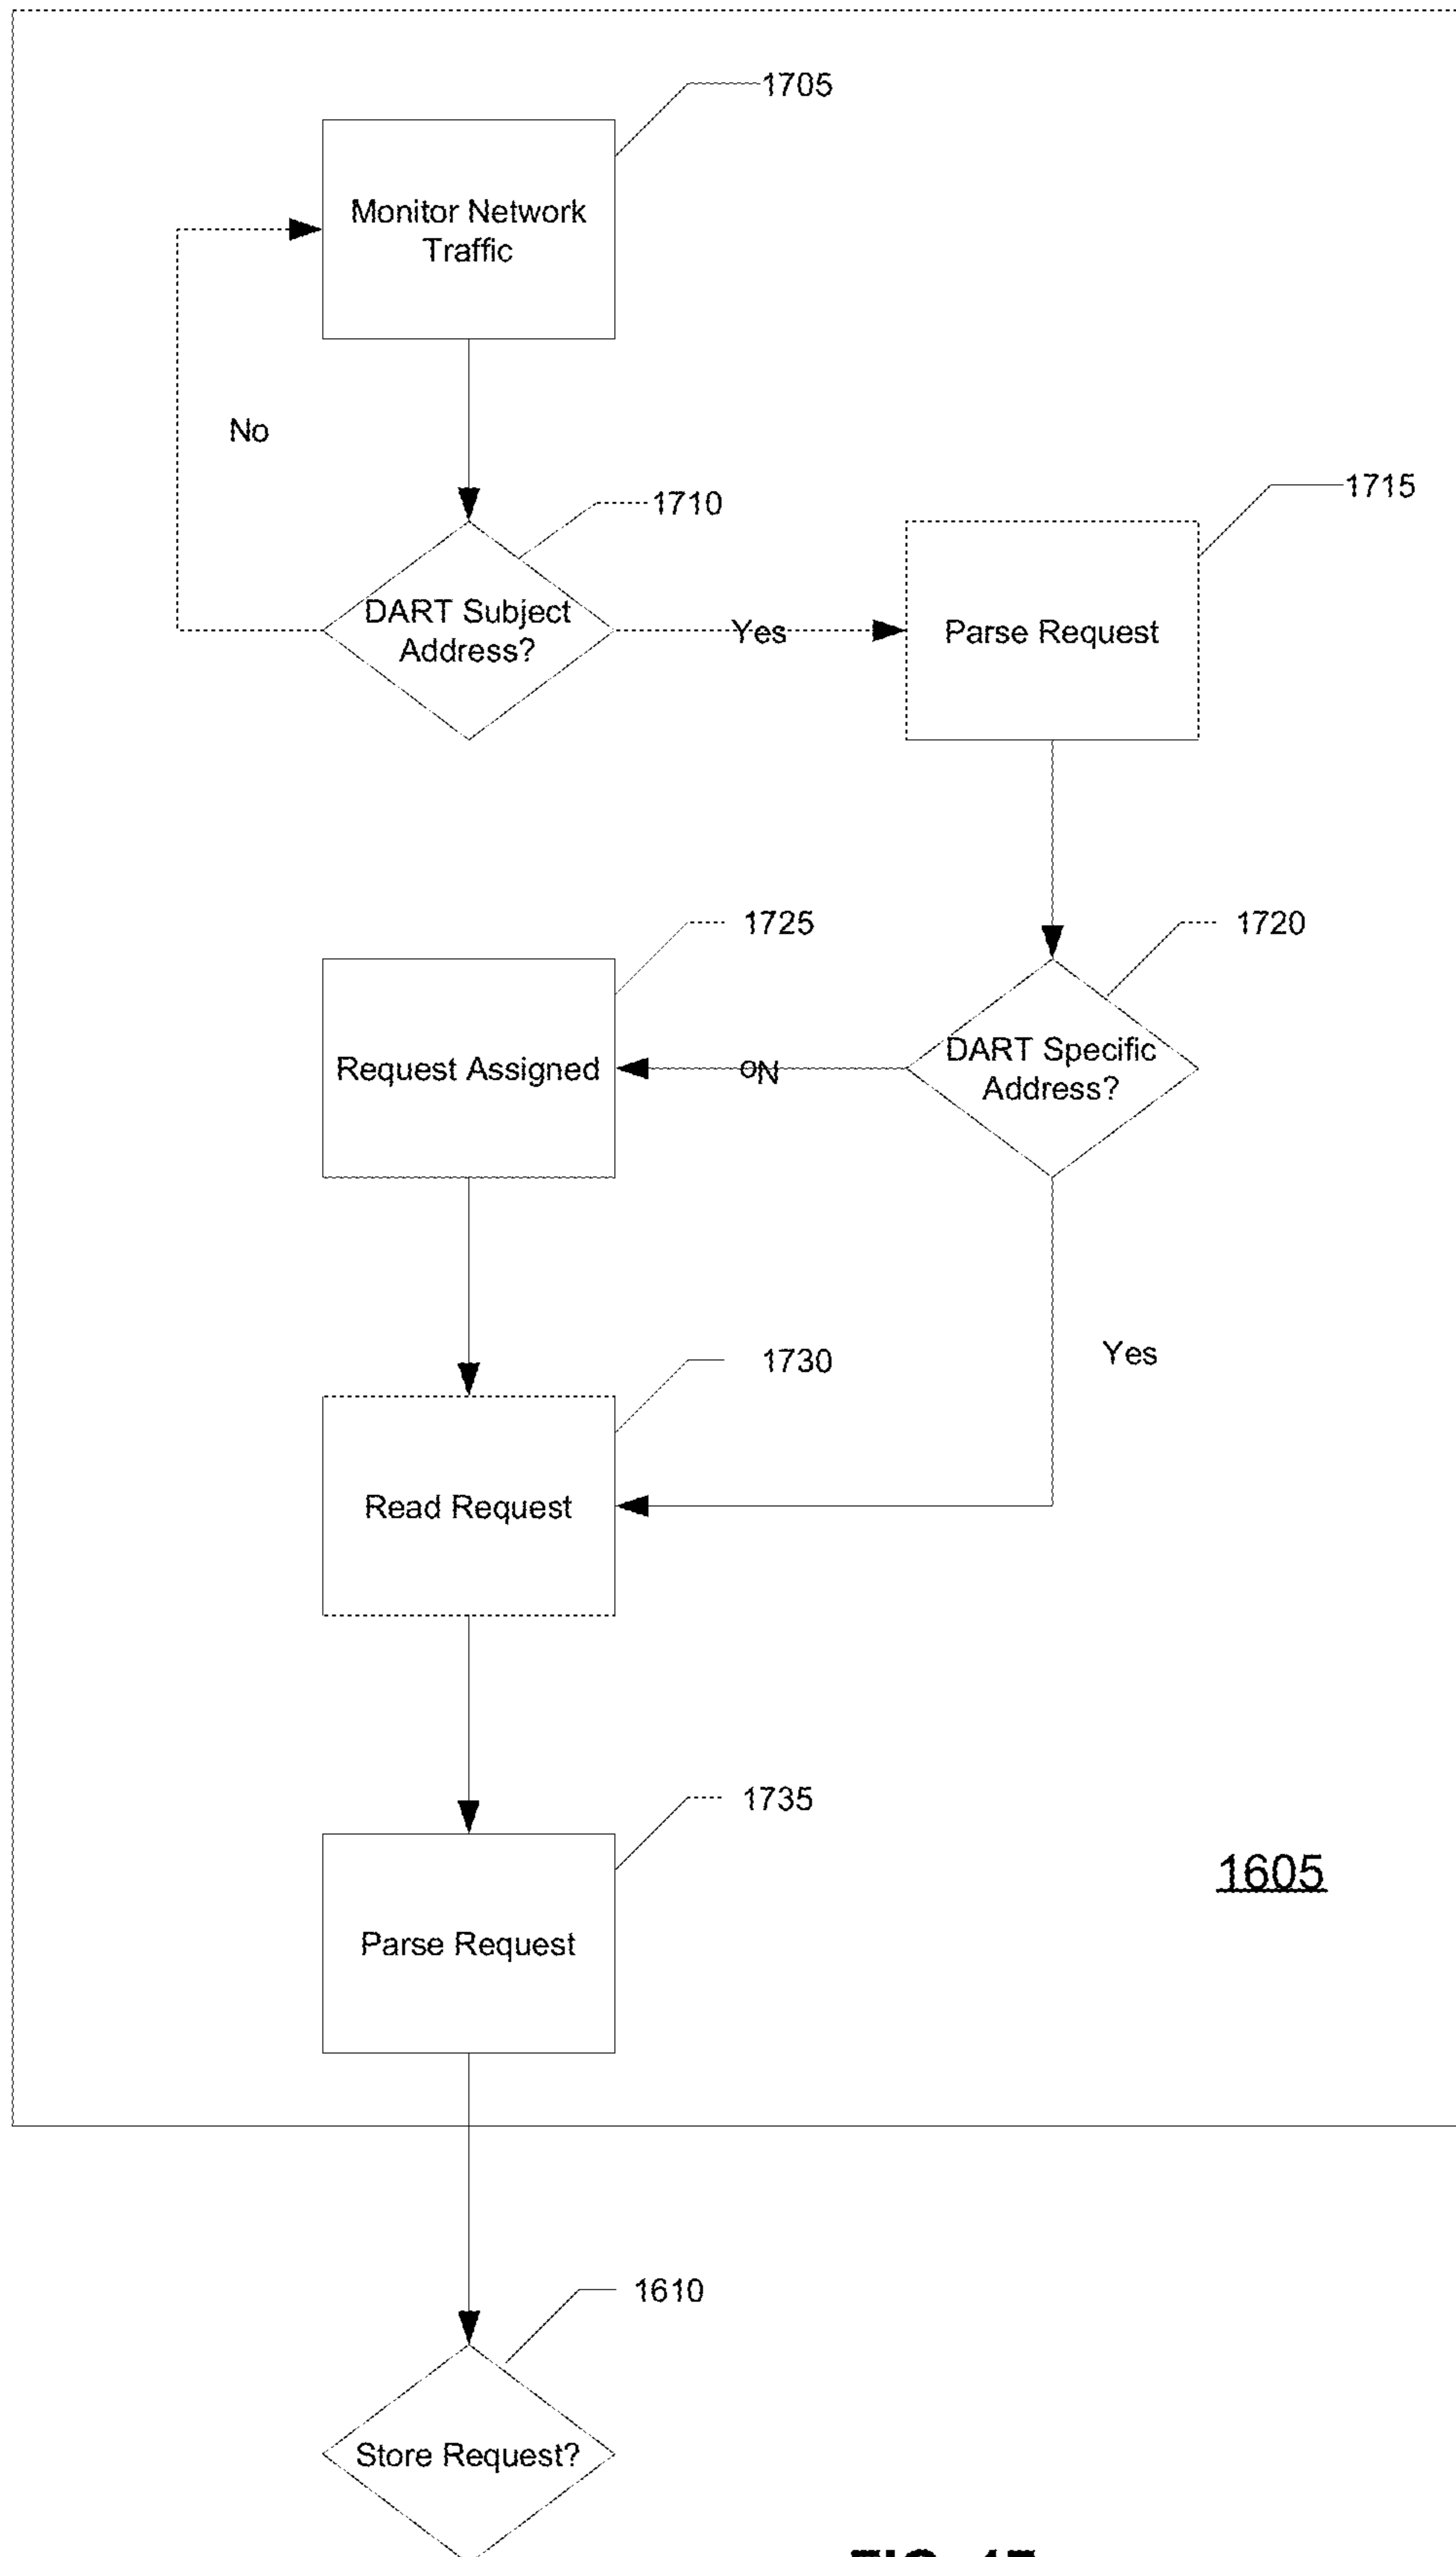 1705
Monitor Network
Traffic
No
1710
DART Subject
Address?
Yes
1715
Parse Request
1725
Request Assigned
No
1720
DART Specific
Address?
Yes
1730
Read Request
1735
Parse Request
1605
1610
Store Request?